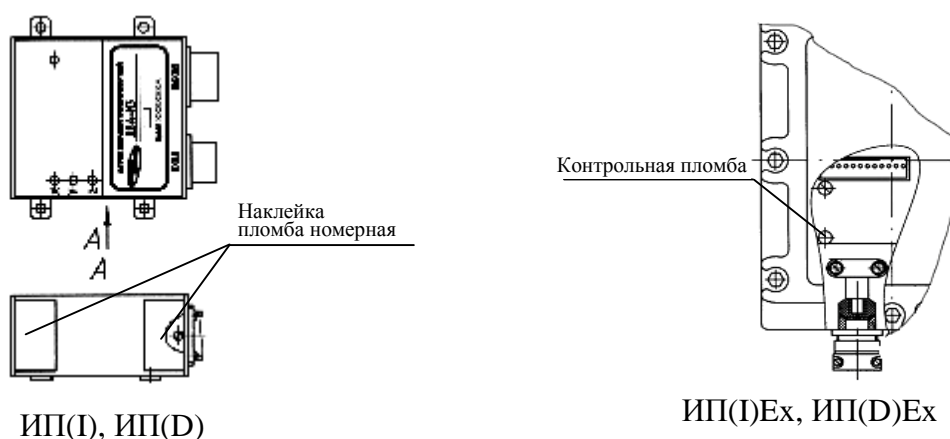 А
А
Наклейка
пломба номерная
ИП(I), ИП(D)
Контрольная пломба
ИП(I)Ex, ИП(D)Ex